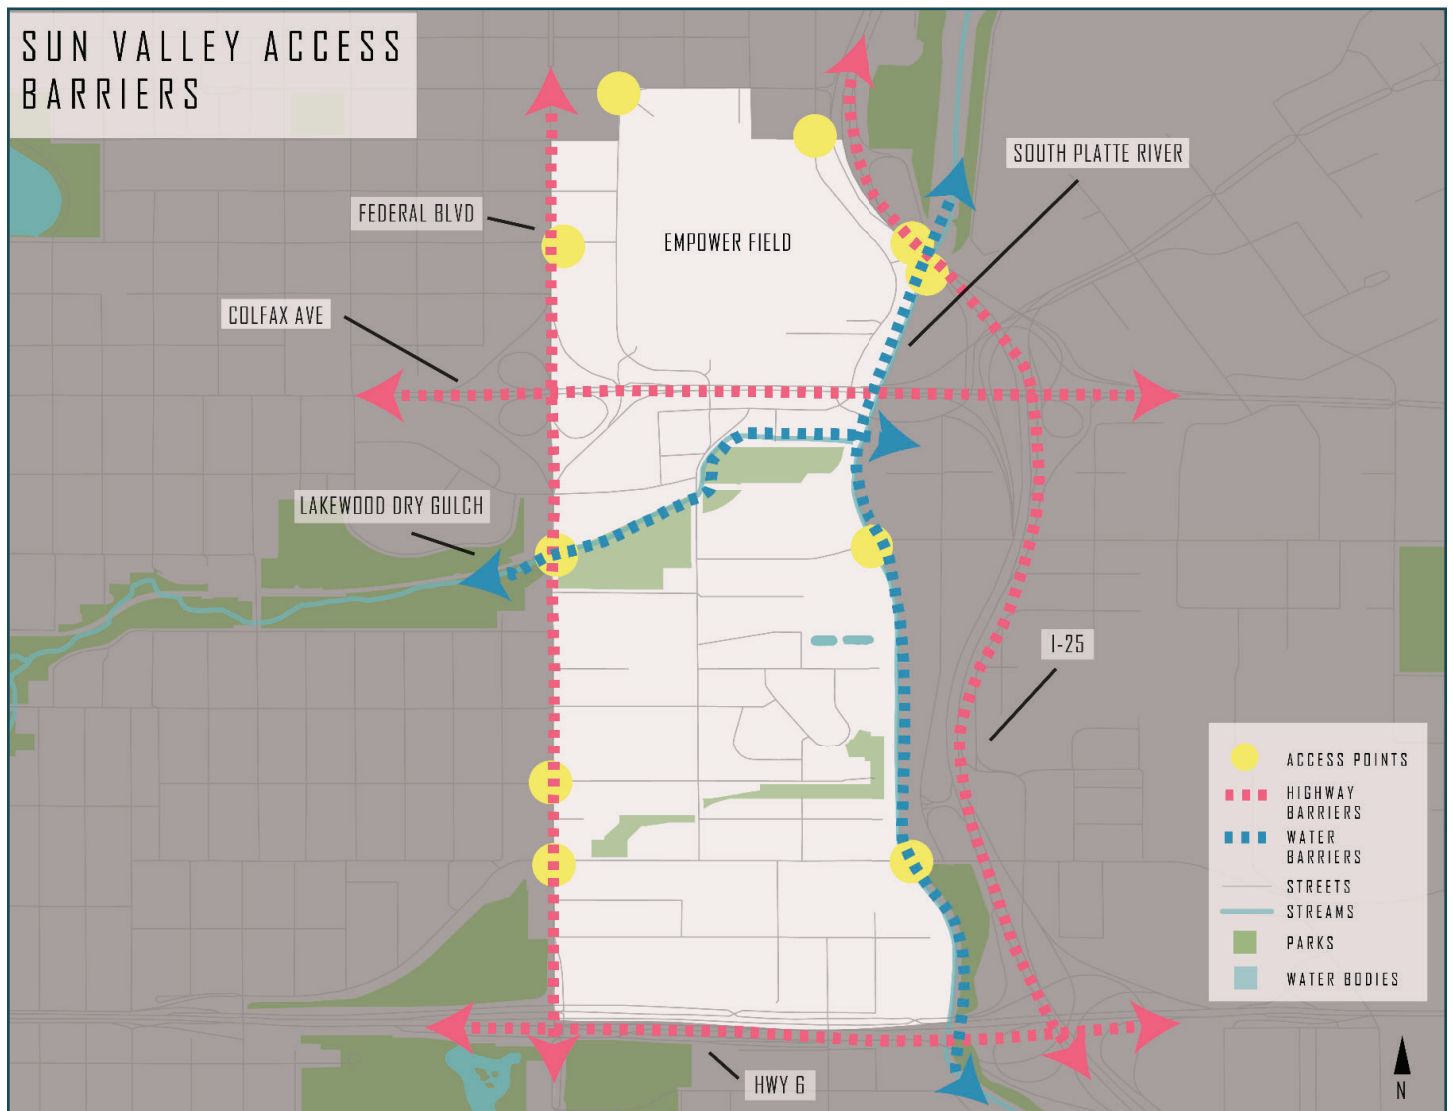 SUN VALLEY ACCESS
BARRIERS
SOUTH PLATTE RIVER
FEDERAL BLVD
EMPOWER FIELD
COLFAX AVE
LAKEWOOD DRY GULCH
I-25
ACCESS POINTS
HIGHWAY
BARRIERS
WATER
BARRIERS
STREETS
STREAMS
PARKS
WATER BODIES
HWY 6
N